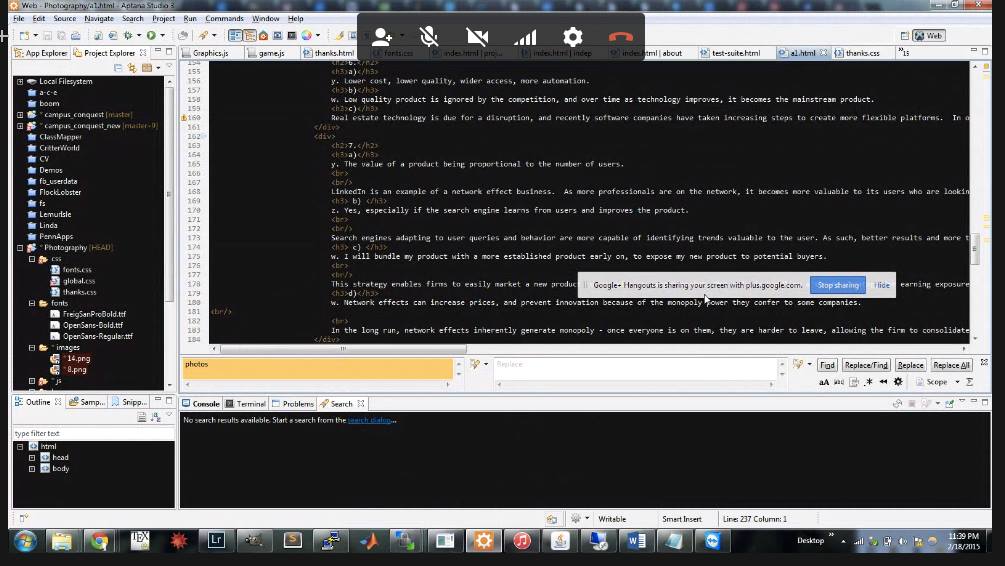 Web - Photography/a1.html - Aptana Studio 3
File Edit Source Navigate Search Project Run Commands Window Help
Web
App Explorer Project Explorer
Graphics.js game.js thanks.html fonts.css index.html | proj... index.html | indep index.html | about test-suite.html a1.html thanks.css »15
Local Filesystem
a-c-e
boom
campus_conquest [master]
campus_conquest_new [master+9]
ClassMapper
CritterWorld
CV
Demos
fb_userdata
FlockLobster
fs
LemurIsle
Linda
PennApps
* Photography [HEAD]
css
fonts.css
global.css
thanks.css
fonts
FreigSanProBold.ttf
OpenSans-Bold.ttf
OpenSans-Regular.ttf
* images
* 14.png
* 8.png
* js
154 <h2>6.</h2>
155 <h3>a)</h3>
156 y. Lower cost, lower quality, wider access, more automation.
157 <h3>b)</h3>
158 w. Low quality product is ignored by the competition, and over time as technology improves, it becomes the mainstream product.
159 <h3>c)</h3>
160 Real estate technology is due for a disruption, and recently software companies have taken increasing steps to create more flexible platforms. In o
161 </div>
162 <div>
163 <h2>7.</h2>
164 <h3>a)</h3>
165 y. The value of a product being proportional to the number of users.
166 <br>
167 <br/>
168 LinkedIn is an example of a network effect business. As more professionals are on the network, it becomes more valuable to its users who are lookin
169 <h3> b) </h3>
170 z. Yes, especially if the search engine learns from users and improves the product.
171 <br>
172 <br/>
173 Search engines adapting to user queries and behavior are more capable of identifying trends valuable to the user. As such, better results and more t
174 <h3> c) </h3>
175 w. I will bundle my product with a more established product early on, to expose my new product to potential buyers.
176 <br>
177 <br/>
178 This strategy enables firms to easily market a new produc earning exposure
179 <h3>d)</h3>
180 w. Network effects can increase prices, and prevent innovation because of the monopoly power they confer to some companies.
181 <br/>
182 <br>
183 In the long run, network effects inherently generate monopoly - once everyone is on them, they are harder to leave, allowing the firm to consolidate
184 </div>
Google+ Hangouts is sharing your screen with plus.google.com. Stop sharing Hide
photos Replace Find Replace/Find Replace Replace All
Scope
Outline Samp... Snipp...
Console Terminal Problems Search
type filter text
No search results available. Start a search from the search dialog...
html
head
body
Writable Smart Insert Line: 237 Column: 1
Desktop 11:39 PM
2/18/2015